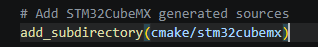 # Add STM32CubeMX generated sources
add_subdirectory(cmake/stm32cubemx)